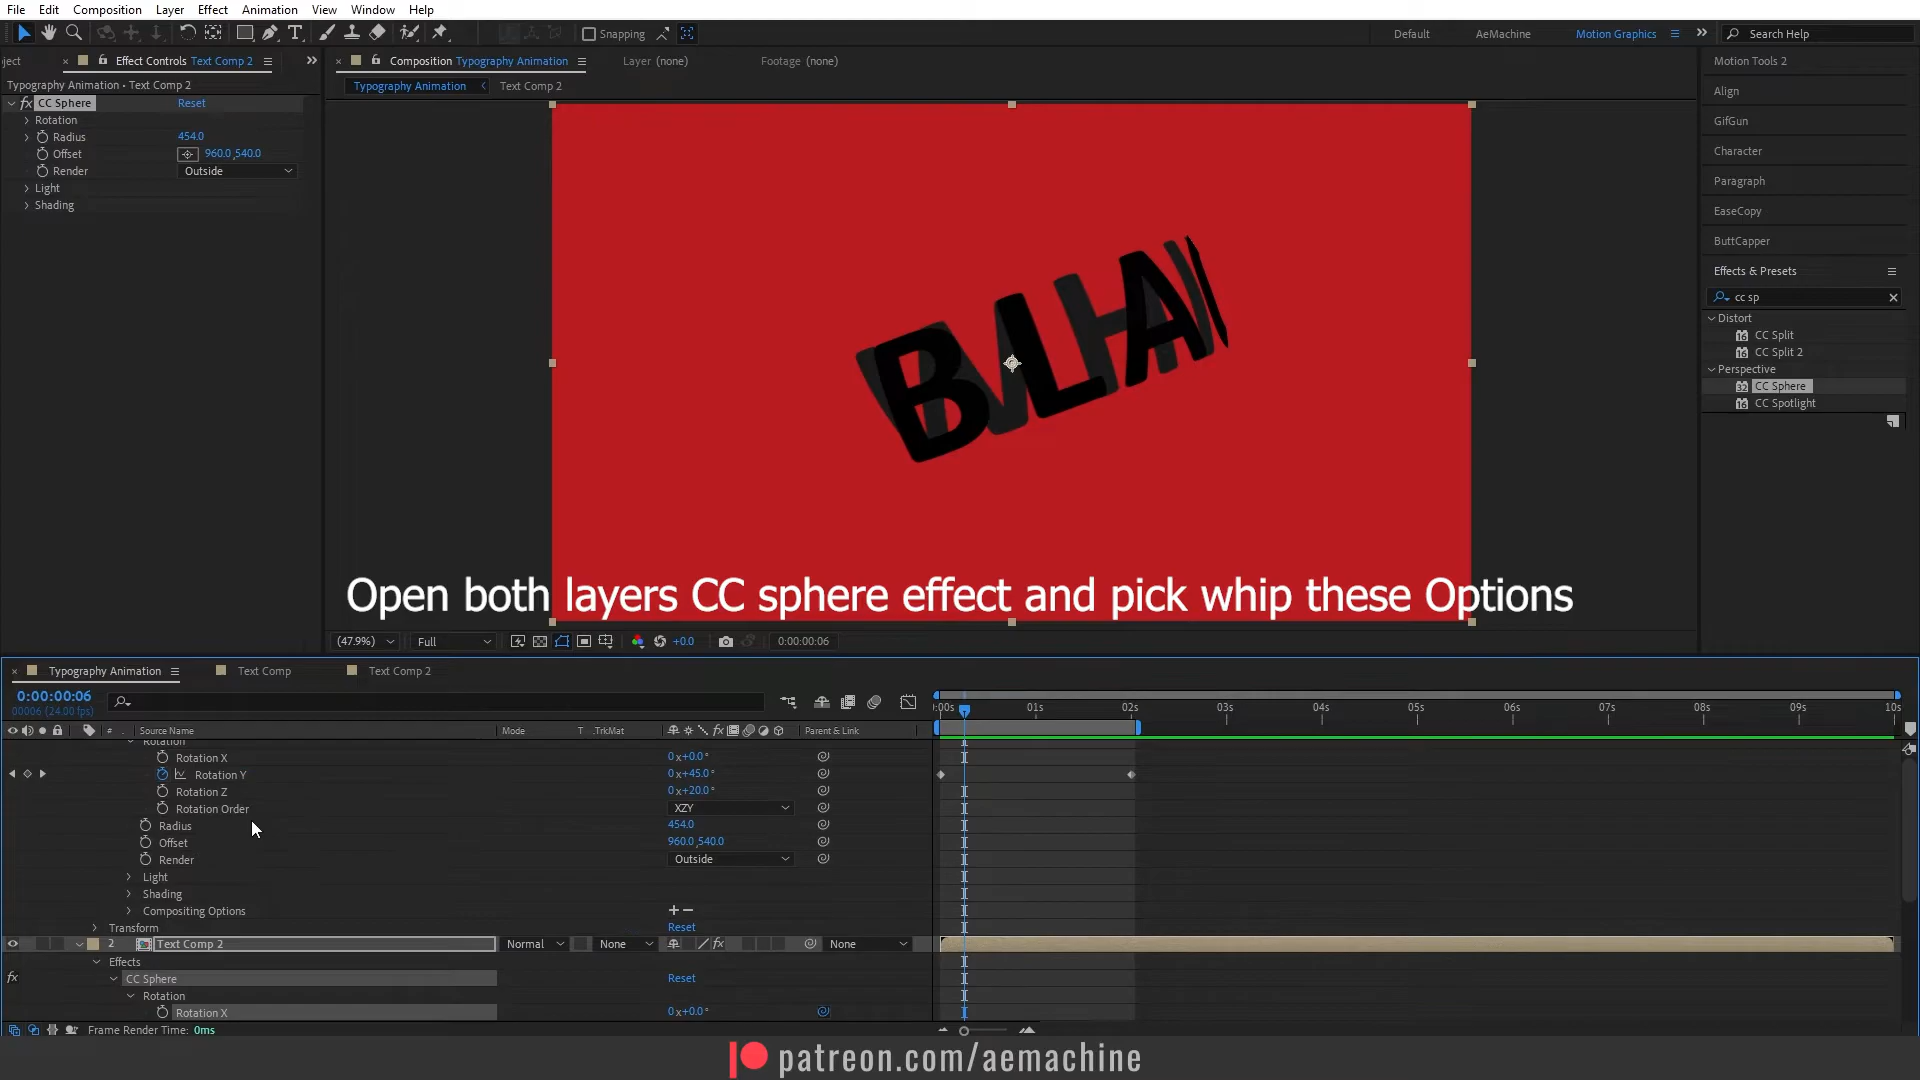 File Edit Composition Layer Effect Animation View Window Help
Snapping Default AeMachine Motion Graphics Search Help
ject Effect Controls Text Comp 2
Typography Animation • Text Comp 2
fx CC Sphere Reset
Rotation
Radius 454.0
Offset 960.0,540.0
Render Outside
Light
Shading
Composition Typography Animation Layer (none) Footage (none)
Typography Animation Text Comp 2
BLA
Open both layers CC sphere effect and pick whip these Options
(47.9%) Full +0.0 0:00:00:06
Motion Tools 2
Align
GifGun
Character
Paragraph
EaseCopy
ButtCapper
Effects & Presets
cc sp
Distort
CC Split
CC Split 2
Perspective
CC Sphere
CC Spotlight
Typography Animation Text Comp Text Comp 2
0:00:00:06
00006 (24.00 fps)
:00s 01s 02s 03s 04s 05s 06s 07s 08s 09s 10s
# Source Name Mode T .TrkMat Parent & Link
Rotation
Rotation X 0x+0.0°
Rotation Y 0x+45.0°
Rotation Z 0x+20.0°
Rotation Order XZY
Radius 454.0
Offset 960.0,540.0
Render Outside
Light
Shading
Compositing Options + −
Transform Reset
2 Text Comp 2 Normal None None
Effects
fx CC Sphere Reset
Rotation
Rotation X 0x+0.0°
Frame Render Time: 0ms
patreon.com/aemachine